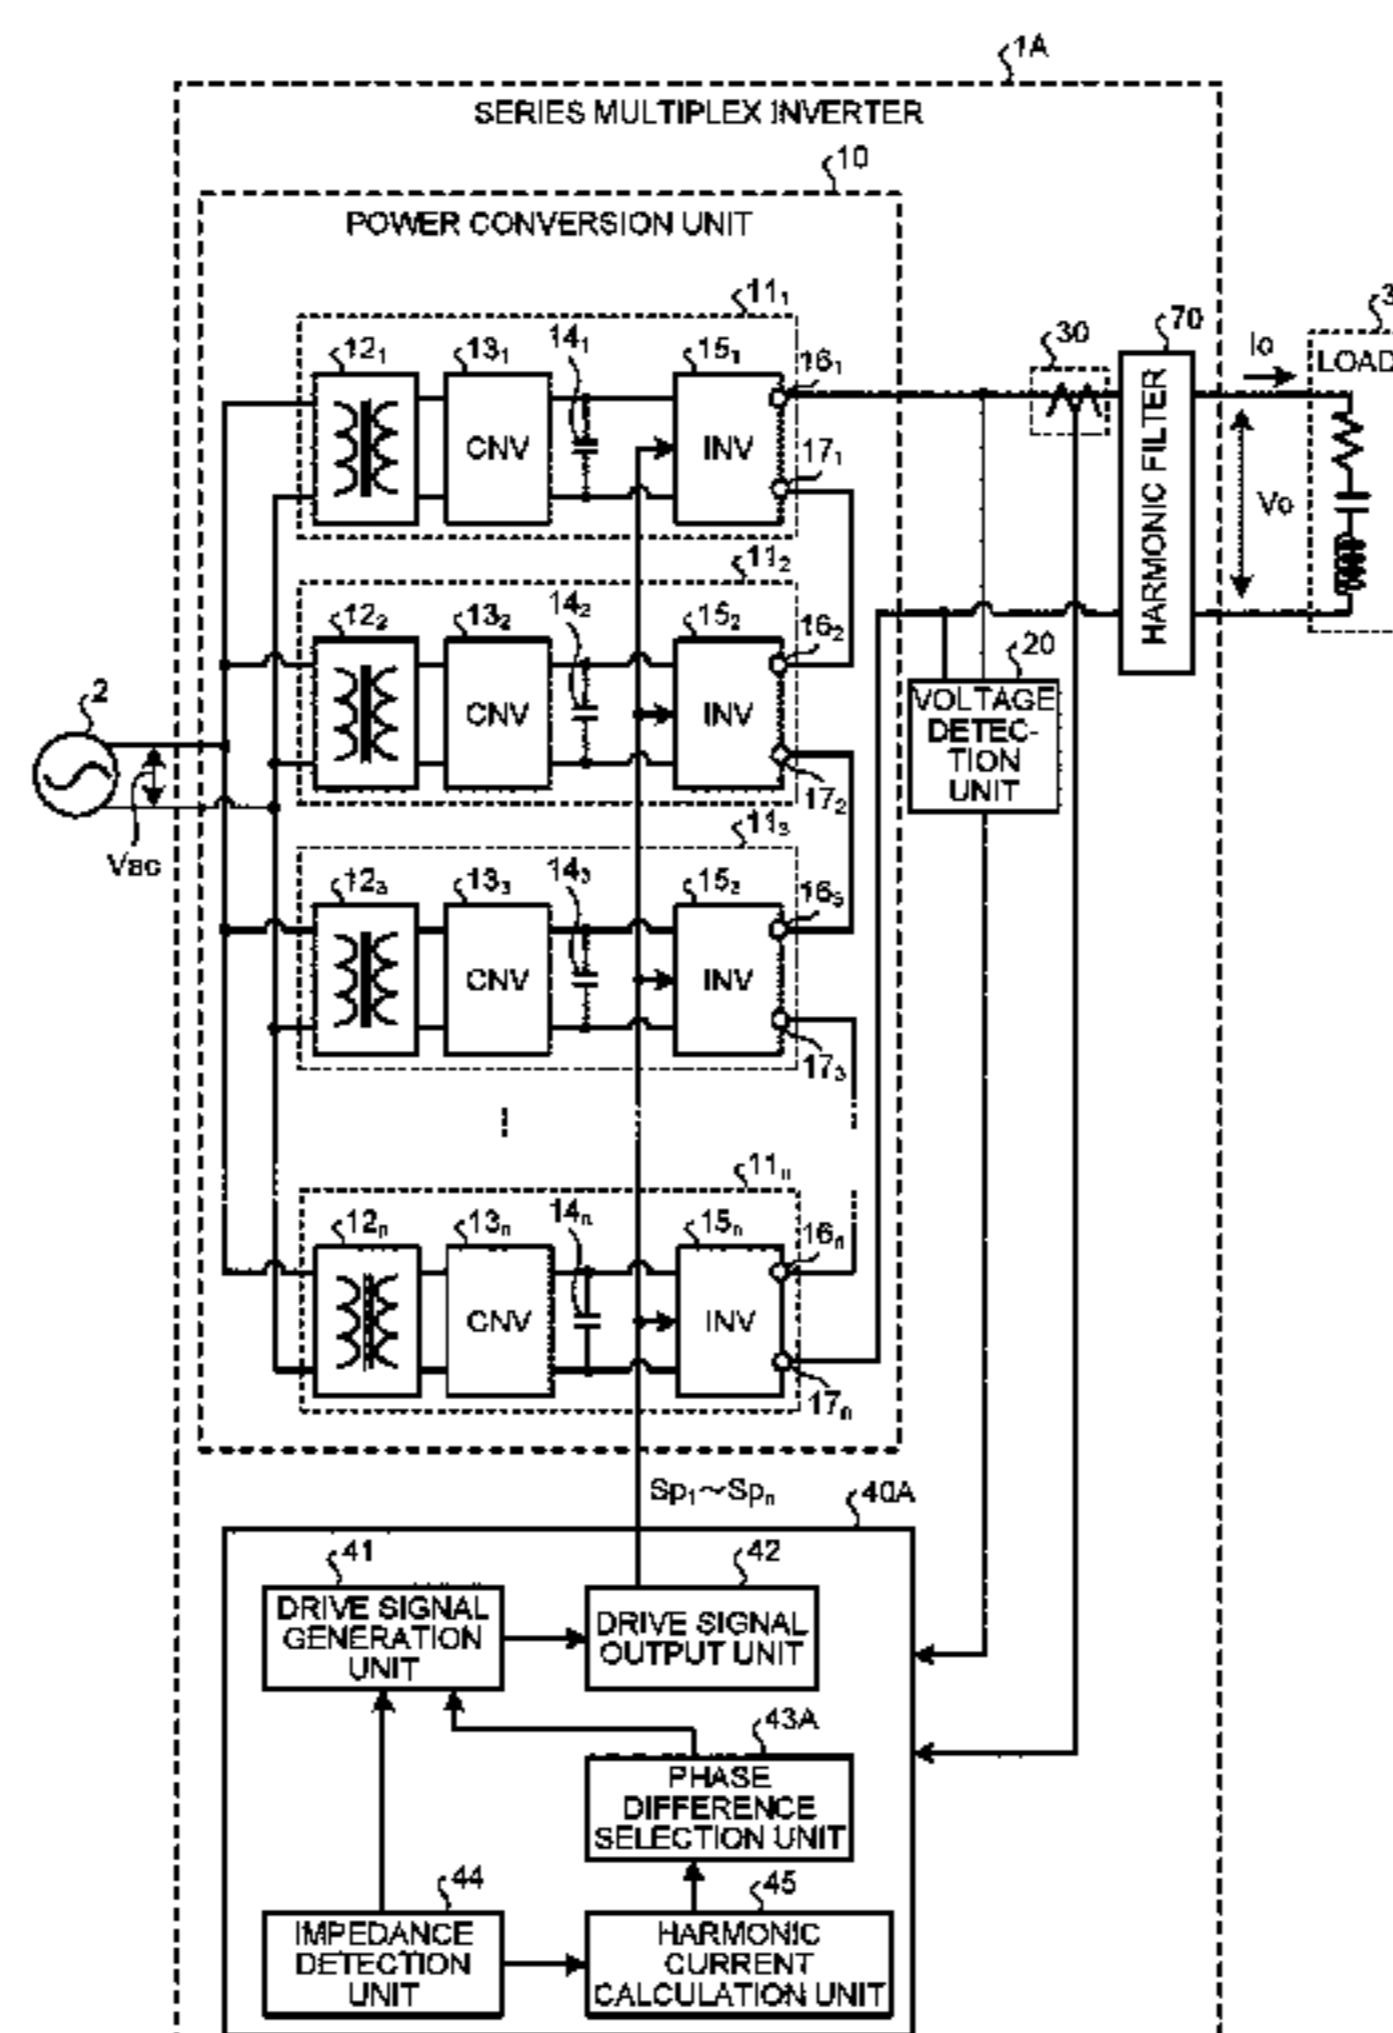 1A
SERIES MULTIPLEX INVERTER
10
POWER CONVERSION UNIT
11₁
12₁
13₁
14₁
15₁
16₁
CNV
INV
17₁
30
70
HARMONIC FILTER
Io
Vo
3
LOAD
11₂
12₂
13₂
14₂
15₂
16₂
CNV
INV
17₂
20
VOLTAGE
DETEC-
TION
UNIT
2
Vac
11₃
12₃
13₃
14₃
15₃
16₃
CNV
INV
17₃
11ₙ
12ₙ
13ₙ
14ₙ
15ₙ
16ₙ
CNV
INV
17ₙ
Sp₁~Spₙ
40A
41
DRIVE SIGNAL
GENERATION
UNIT
42
DRIVE SIGNAL
OUTPUT UNIT
43A
PHASE
DIFFERENCE
SELECTION UNIT
44
IMPEDANCE
DETECTION
UNIT
45
HARMONIC
CURRENT
CALCULATION UNIT